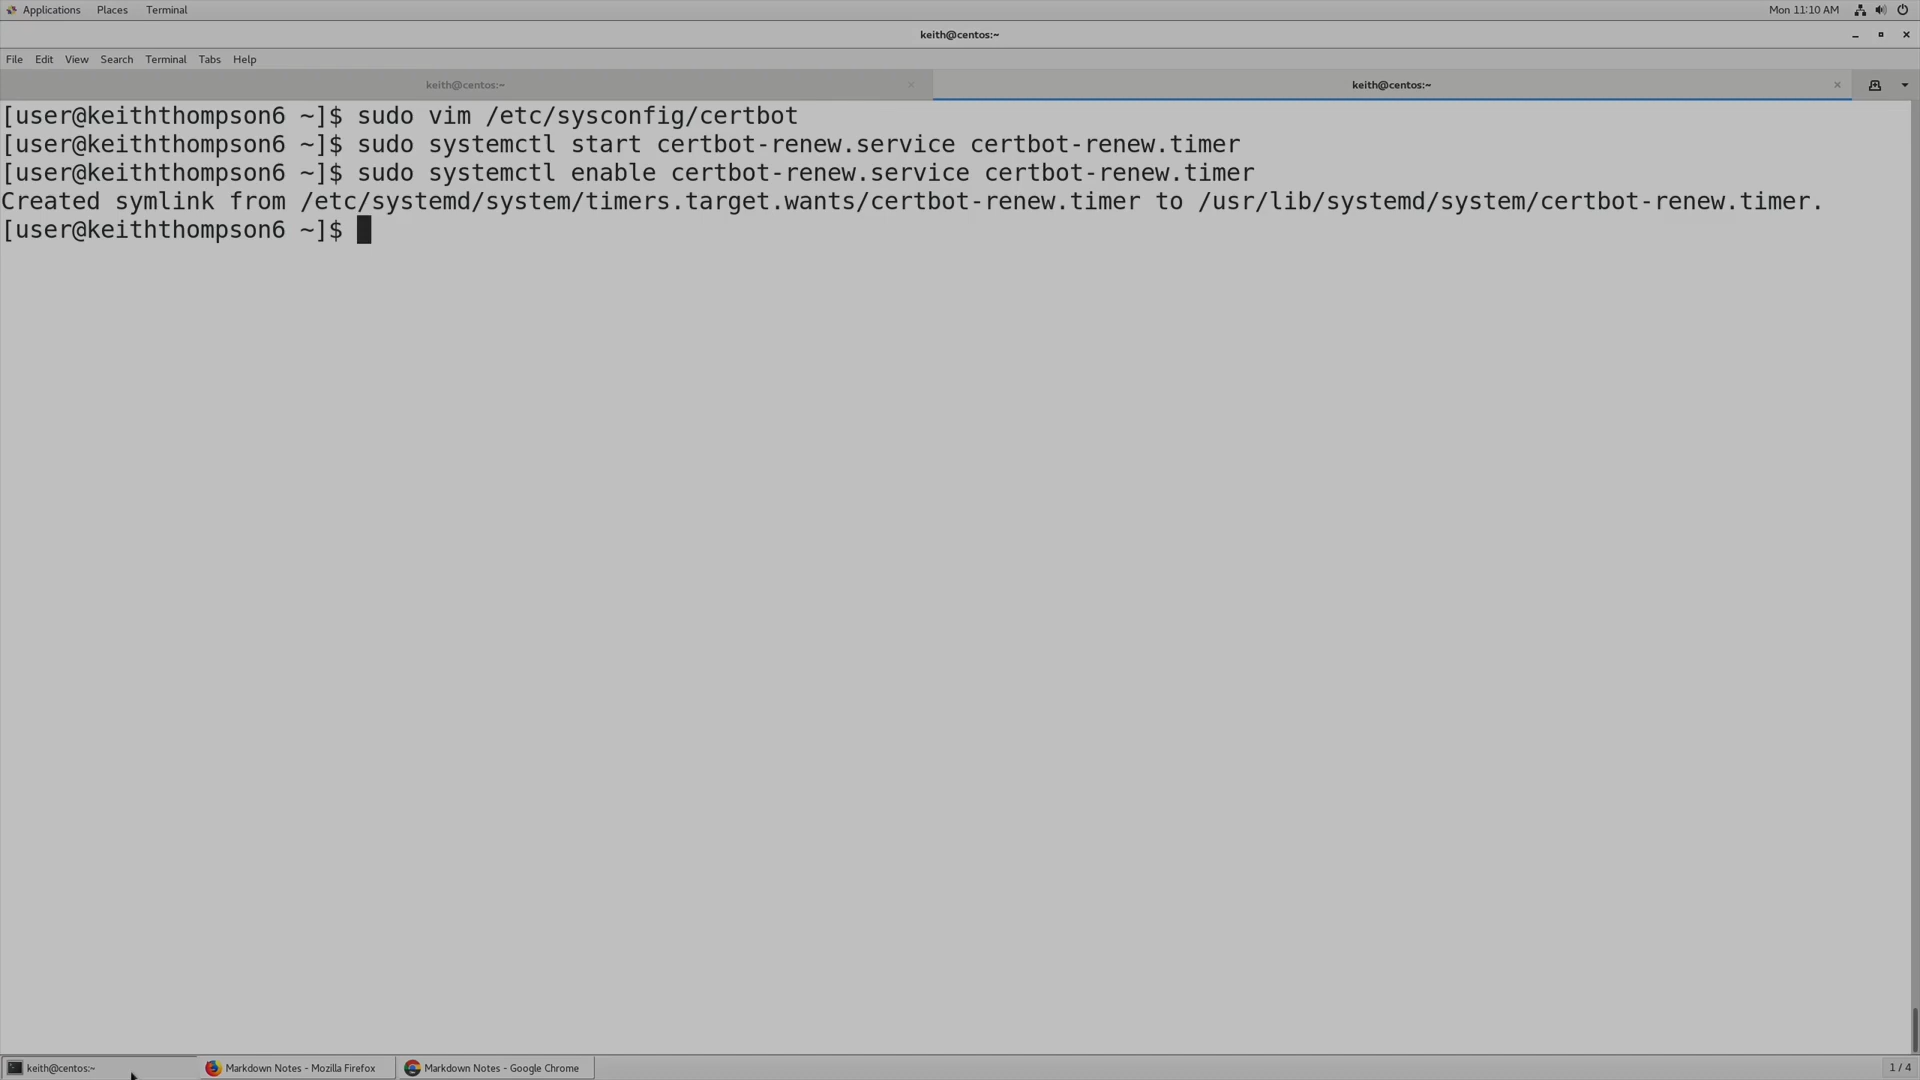 Applications Places Terminal Mon 11:10 AM
keith@centos:~
File Edit View Search Terminal Tabs Help
keith@centos:~ keith@centos:~
[user@keiththompson6 ~]$ sudo vim /etc/sysconfig/certbot
[user@keiththompson6 ~]$ sudo systemctl start certbot-renew.service certbot-renew.timer
[user@keiththompson6 ~]$ sudo systemctl enable certbot-renew.service certbot-renew.timer
Created symlink from /etc/systemd/system/timers.target.wants/certbot-renew.timer to /usr/lib/systemd/system/certbot-renew.timer.
[user@keiththompson6 ~]$
keith@centos:~ Markdown Notes - Mozilla Firefox Markdown Notes - Google Chrome 1 / 4